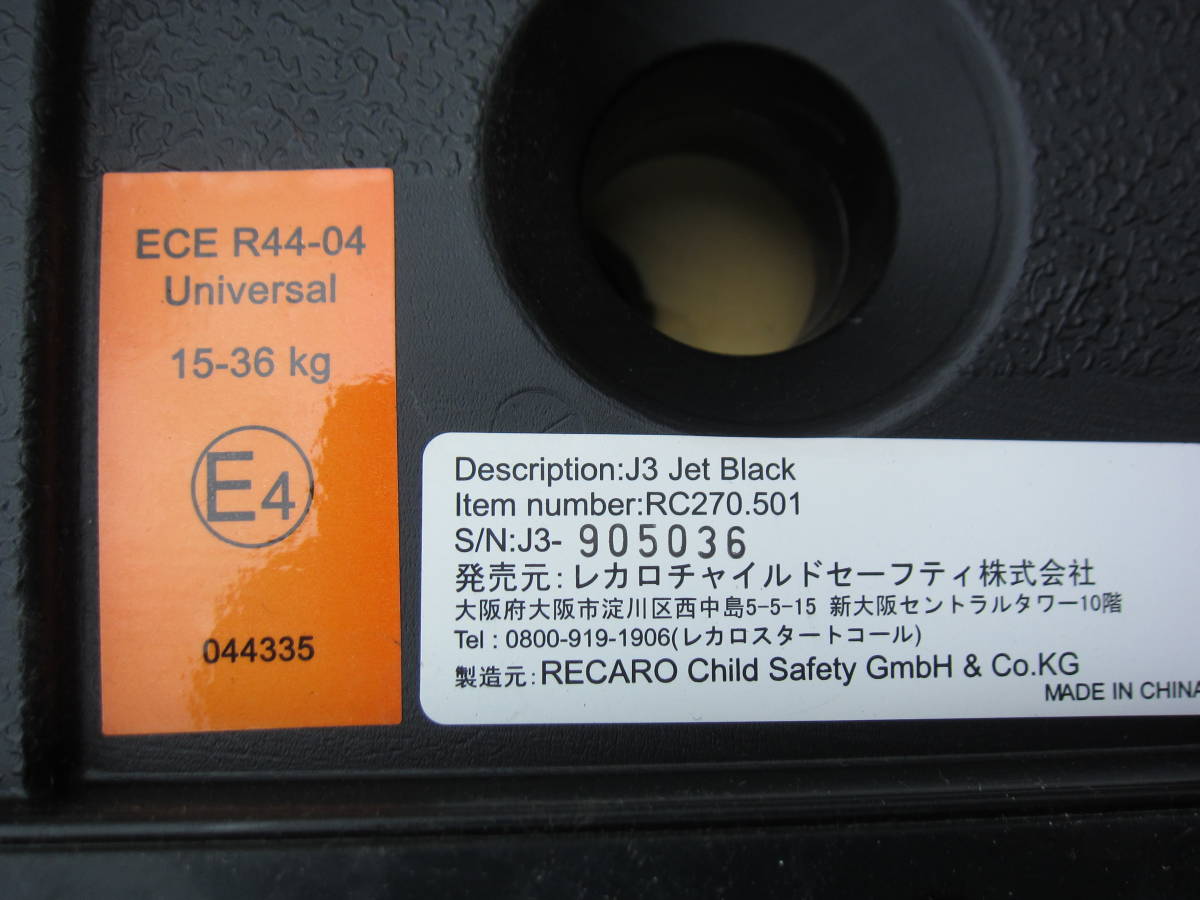 ECE R44-04
Universal
15-36 kg
E4
044335
Description:J3 Jet Black
Item number:RC270.501
S/N:J3- 905036
発売元:レカロチャイルドセーフティ株式会社
大阪府大阪市淀川区西中島5-5-15 新大阪セントラルタワー10階
Tel : 0800-919-1906(レカロスタートコール)
製造元:RECARO Child Safety GmbH & Co.KG
MADE IN CHINA